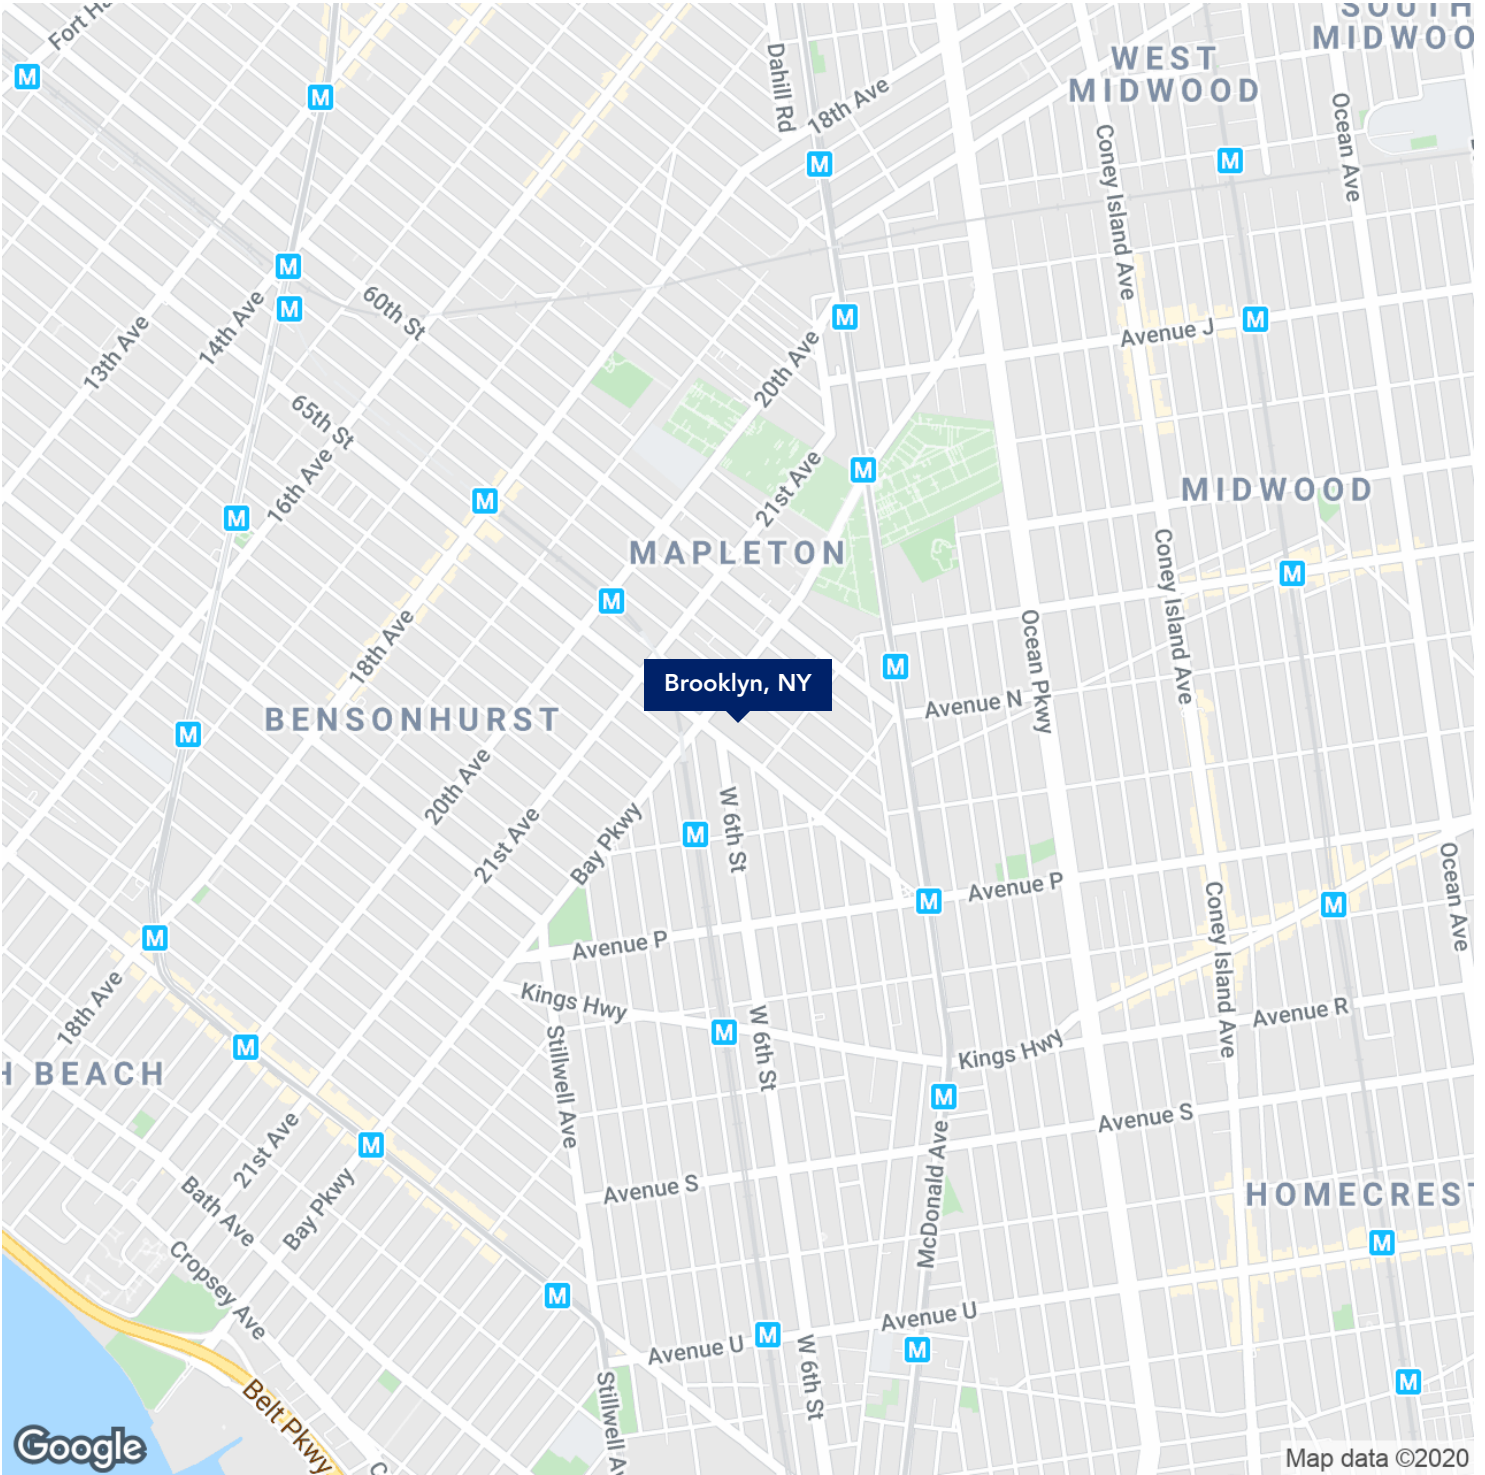 SOUTH
MIDWOO
Fort Ha
WEST
MIDWOOD
Dahill Rd
18th Ave
M
M
M
M
Ocean Ave
Coney Island Ave
M
M
60th St
14th Ave
13th Ave
M
M
Avenue J
20th Ave
65th St
16th Ave
21st Ave
M
MIDWOOD
M
M
MAPLETON
M
M
Coney Island Ave
18th Ave
Ocean Pkwy
M
Brooklyn, NY
Avenue N
BENSONHURST
M
20th Ave
21st Ave
Bay Pkwy
W 6th St
M
Avenue P
M
M
Ocean Ave
Coney Island Ave
Avenue P
M
18th Ave
Kings Hwy
W 6th St
M
Avenue R
Kings Hwy
M
H BEACH
Stillwell Ave
M
Avenue S
M
21st Ave
Bay Pkwy
Bath Ave
Avenue S
McDonald Ave
HOMECREST
Cropsey Ave
M
M
Avenue U
Avenue U
M
M
W 6th St
M
Stillwell Av
Belt Pkwy
C
Google
Map data ©2020